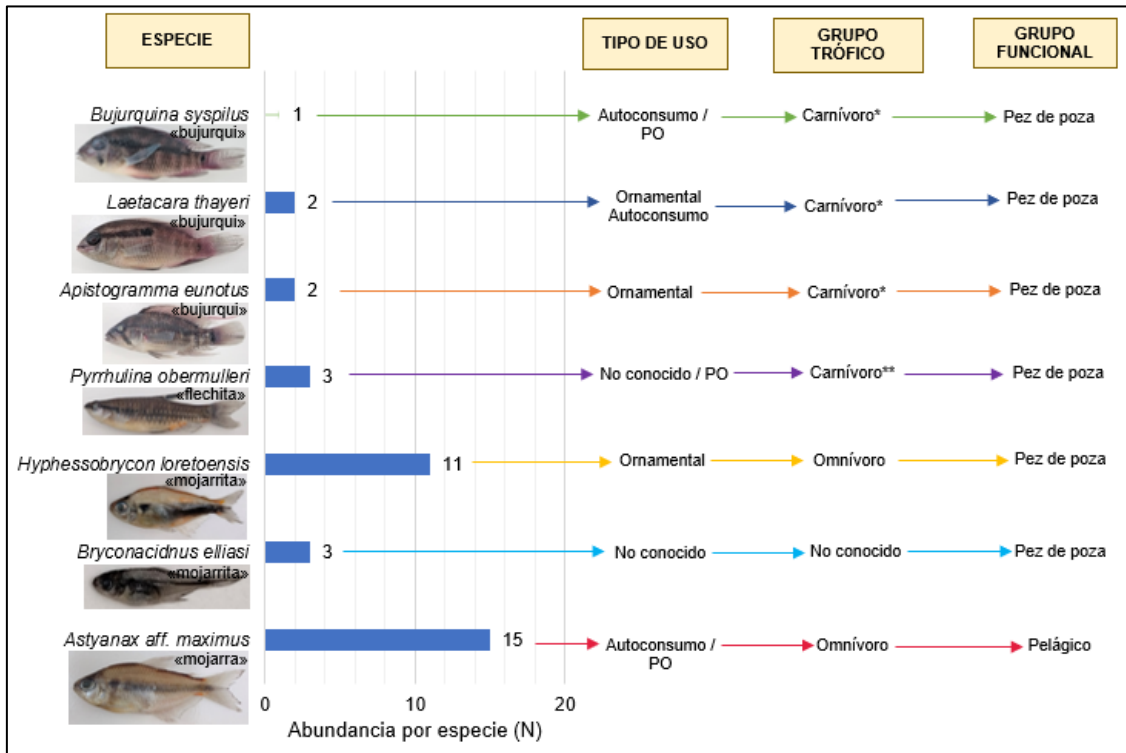 ESPECIE
TIPO DE USO
GRUPO
TRÓFICO
GRUPO
FUNCIONAL
Bujurquina syspilus
«bujurqui»
1
Autoconsumo /
PO
Carnívoro*
Pez de poza
Laetacara thayeri
«bujurqui»
2
Ornamental
Autoconsumo
Carnívoro*
Pez de poza
Apistogramma eunotus
«bujurqui»
2
Ornamental
Carnívoro*
Pez de poza
Pyrrhulina obermulleri
«flechita»
3
No conocido / PO
Carnívoro**
Pez de poza
Hyphessobrycon loretoensis
«mojarrita»
11
Ornamental
Omnívoro
Pez de poza
Bryconacidnus elliasi
«mojarrita»
3
No conocido
No conocido
Pez de poza
Astyanax aff. maximus
«mojarra»
15
Autoconsumo /
PO
Omnívoro
Pelágico
0 10 20
Abundancia por especie (N)